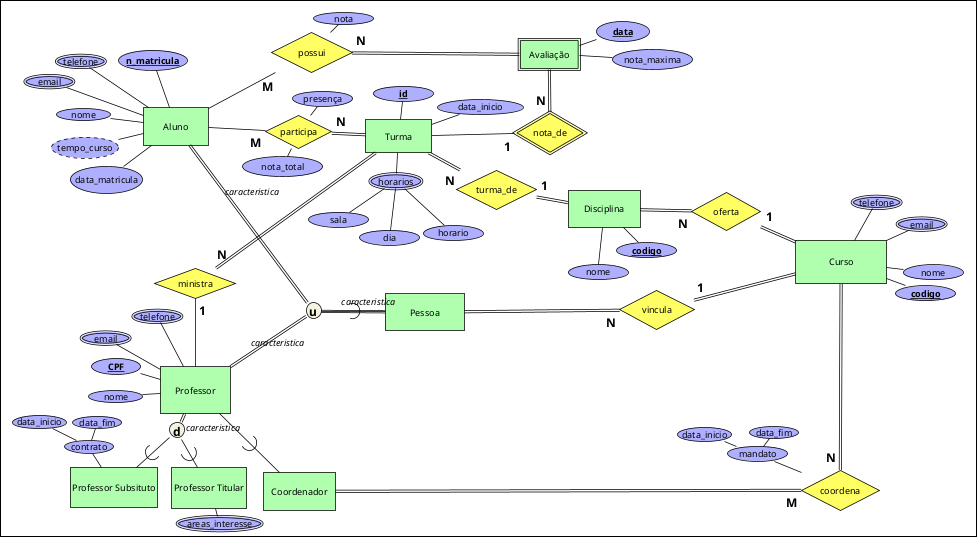 nota
possui
N
M
Avaliação
data
nota_maxima
telefone
n_matricula
email
nome
tempo_curso
data_matricula
Aluno
presença
participa
M
N
nota_total
id
data_inicio
Turma
1
N
nota_de
horarios
sala
dia
horario
N
turma_de
1
Disciplina
nome
codigo
N
oferta
1
telefone
email
nome
codigo
Curso
caracteristica
N
ministra
1
u
caracteristica
Pessoa
N
vincula
1
caracteristica
telefone
email
CPF
nome
Professor
d
caracteristica
data_inicio
data_fim
contrato
Professor Subsituto
Professor Titular
areas_interesse
Coordenador
data_inicio
data_fim
mandato
N
M
coordena